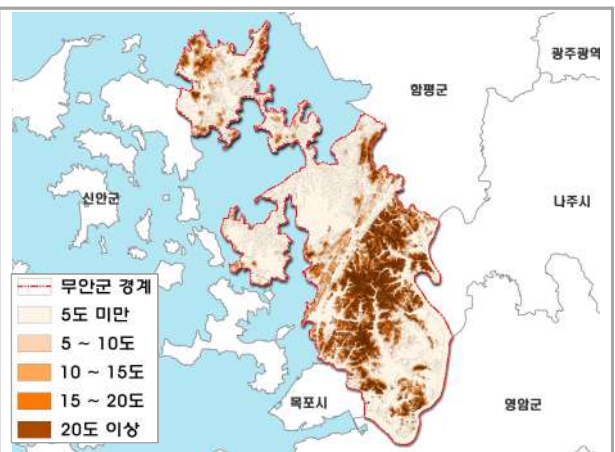 광주광역
함평군
나주시
신안군
무안군 경계
5도 미만
5 ~ 10도
10 ~ 15도
15 ~ 20도
20도 이상
목포시
영암군